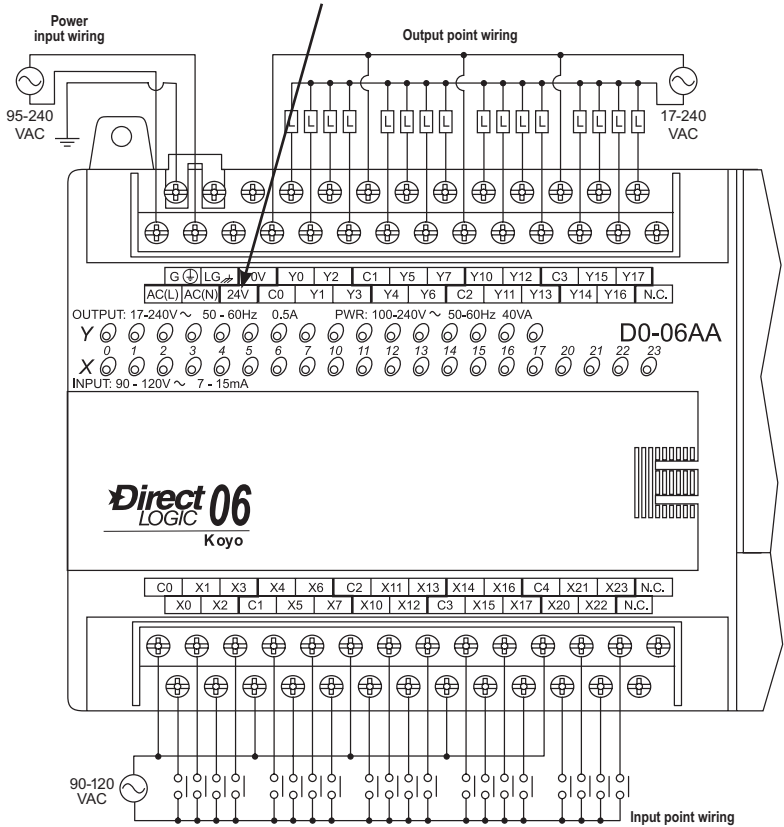 Power
input wiring
Output point wiring
95-240
VAC
17-240
VAC
L L L L L L L L L L L L L L L L
G LG 0V Y0 Y2 C1 Y5 Y7 Y10 Y12 C3 Y15 Y17
AC(L) AC(N) 24V C0 Y1 Y3 Y4 Y6 C2 Y11 Y13 Y14 Y16 N.C.
OUTPUT: 17-240V ~ 50 - 60Hz 0.5A PWR: 100-240V ~ 50-60Hz 40VA
Y
D0-06AA
0 1 2 3 4 5 6 7 10 11 12 13 14 15 16 17 20 21 22 23
X
INPUT: 90 - 120V ~ 7 - 15mA
Direct 06
LOGIC
Koyo
C0 X1 X3 X4 X6 C2 X11 X13 X14 X16 C4 X21 X23 N.C.
X0 X2 C1 X5 X7 X10 X12 C3 X15 X17 X20 X22 N.C.
90-120
VAC
Input point wiring